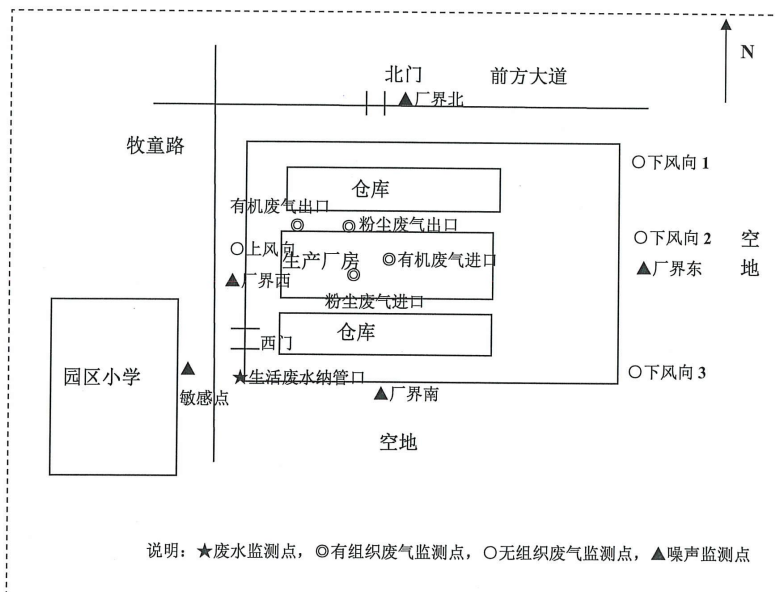 N
北门 前方大道
▲厂界北
牧童路
○下风向 1
仓库
有机废气出口
◎ ◎粉尘废气出口
○上风向
生产厂房
◎有机废气进口
○下风向 2
空地
▲厂界西
◎
▲厂界东
粉尘废气进口
仓库
西门
园区小学
▲
敏感点
★生活废水纳管口
○下风向 3
▲厂界南
空地
说明：★废水监测点，◎有组织废气监测点，○无组织废气监测点，▲噪声监测点